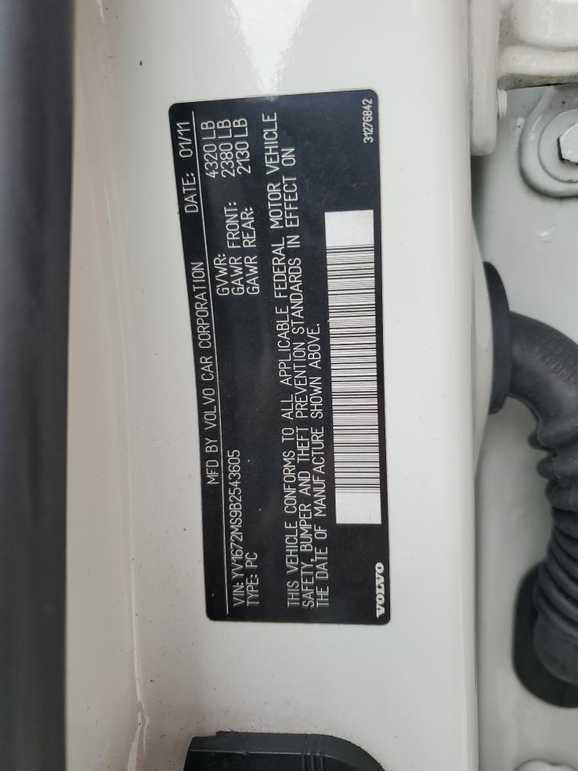 MFD BY VOLVO CAR CORPORATION DATE: 01/11
GVWR: 4320 LB
GAWR FRONT: 2380 LB
GAWR REAR: 2130 LB
VIN: YV1672MS9B2543605
TYPE: PC
THIS VEHICLE CONFORMS TO ALL APPLICABLE FEDERAL MOTOR VEHICLE
SAFETY, BUMPER AND THEFT PREVENTION STANDARDS IN EFFECT ON
THE DATE OF MANUFACTURE SHOWN ABOVE.
VOLVO
31276842